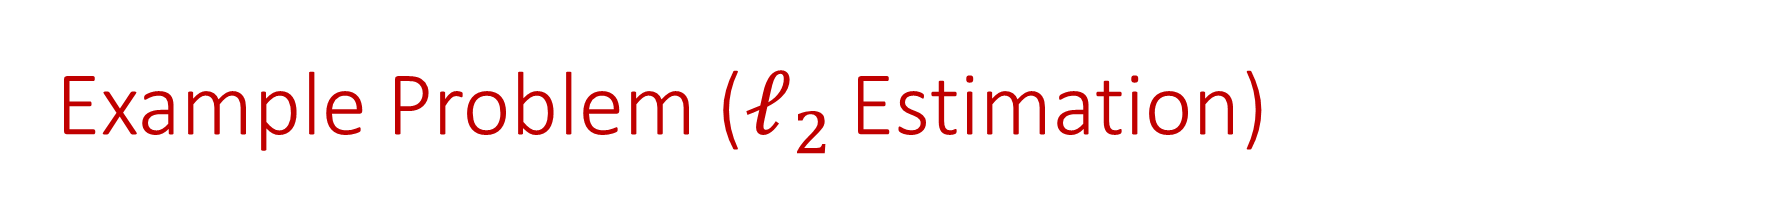 Example Problem (ℓ₂ Estimation)